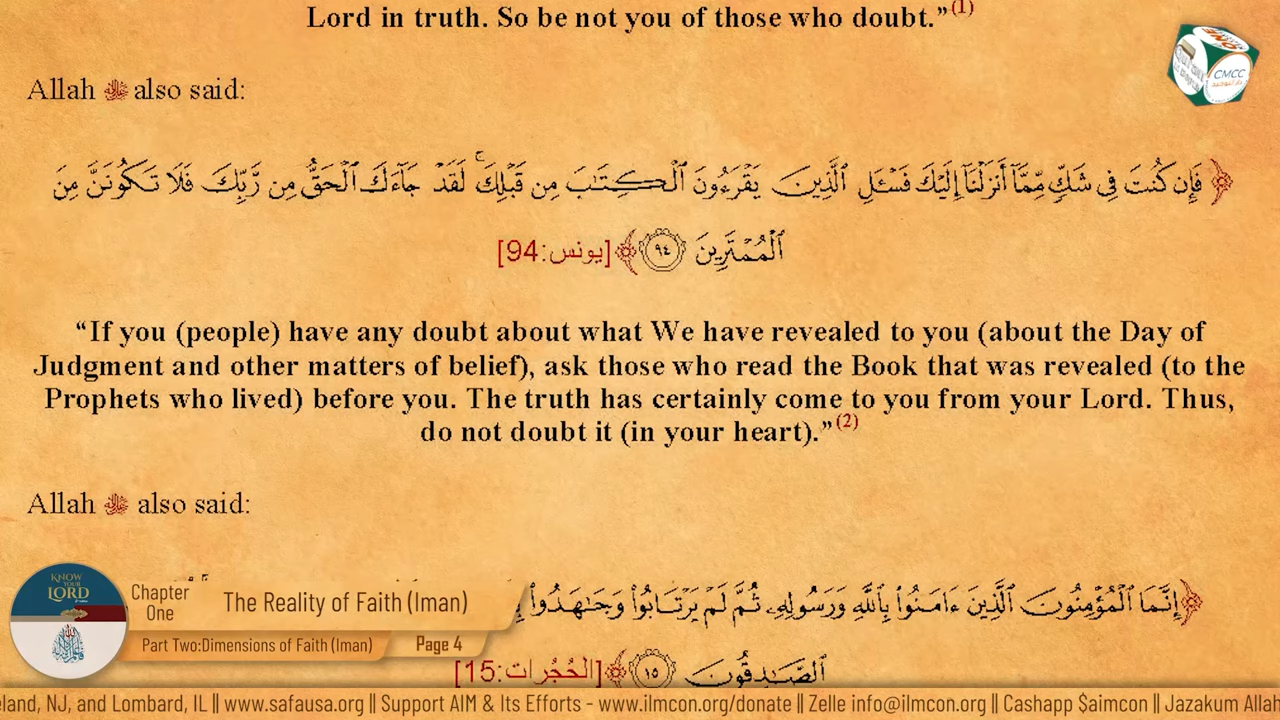 Lord in truth. So be not you of those who doubt.”(1)
Allah ﷻ also said:
﴿ فَإِن كُنتَ فِي شَكٍّ مِّمَّآ أَنزَلْنَآ إِلَيْكَ فَسْـَٔلِ ٱلَّذِينَ يَقْرَءُونَ ٱلْكِتَـٰبَ مِن قَبْلِكَ ۚ لَقَدْ جَآءَكَ ٱلْحَقُّ مِن رَّبِّكَ فَلَا تَكُونَنَّ مِنَ
ٱلْمُمْتَرِينَ ٩٤ ﴾ [يونس:94]
“If you (people) have any doubt about what We have revealed to you (about the Day of
Judgment and other matters of belief), ask those who read the Book that was revealed (to the
Prophets who lived) before you. The truth has certainly come to you from your Lord. Thus,
do not doubt it (in your heart).”(2)
Allah ﷻ also said:
﴿ إِنَّمَا ٱلْمُؤْمِنُونَ ٱلَّذِينَ ءَامَنُوا۟ بِٱللَّهِ وَرَسُولِهِۦ ثُمَّ لَمْ يَرْتَابُوا۟ وَجَـٰهَدُوا۟
ٱلصَّـٰدِقُونَ ١٥ ﴾ [الحُجُرات:15]
KNOW
YOUR
LORD
Chapter
One
The Reality of Faith (Iman)
Part Two:Dimensions of Faith (Iman)
Page 4
CMCC
eland, NJ, and Lombard, IL || www.safausa.org || Support AIM & Its Efforts - www.ilmcon.org/donate || Zelle info@ilmcon.org || Cashapp $aimcon || Jazakum Allah